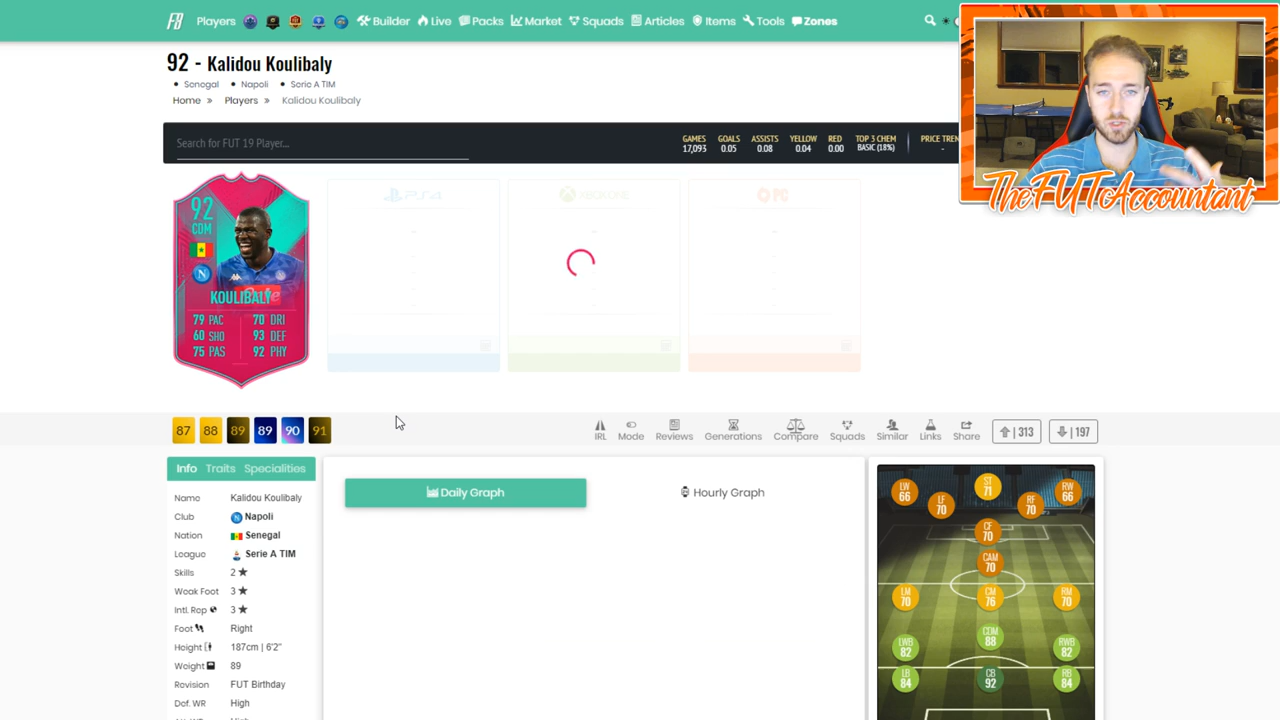 FB Players Builder Live Packs Market Squads Articles Items Tools Zones
92 - Kalidou Koulibaly
Senegal Napoli Serie A TIM
Home » Players » Kalidou Koulibaly
Search for FUT 19 Player...
GAMES GOALS ASSISTS YELLOW RED TOP 3 CHEM PRICE TREN
17,093 0.05 0.08 0.04 0.00 BASIC (18%) -
TheFUTAccountant
PS4 XBOX ONE PC
92
CDM
KOULIBALY
79 PAC 70 DRI
60 SHO 93 DEF
75 PAS 92 PHY
87 88 89 89 90 91
IRL Mode Reviews Generations Compare Squads Similar Links Share 313 197
Info Traits Specialities
Daily Graph Hourly Graph
Name Kalidou Koulibaly
Club Napoli
Nation Senegal
League Serie A TIM
Skills 2
Weak Foot 3
Intl. Rep 3
Foot Right
Height 187cm | 6'2"
Weight 89
Revision FUT Birthday
Def. WR High
LW 66
ST 71
RW 66
LF 70
RF 70
CF 70
CAM 70
LM 70
CM 76
RM 70
CDM 88
LWB 82
RWB 82
LB 84
CB 92
RB 84